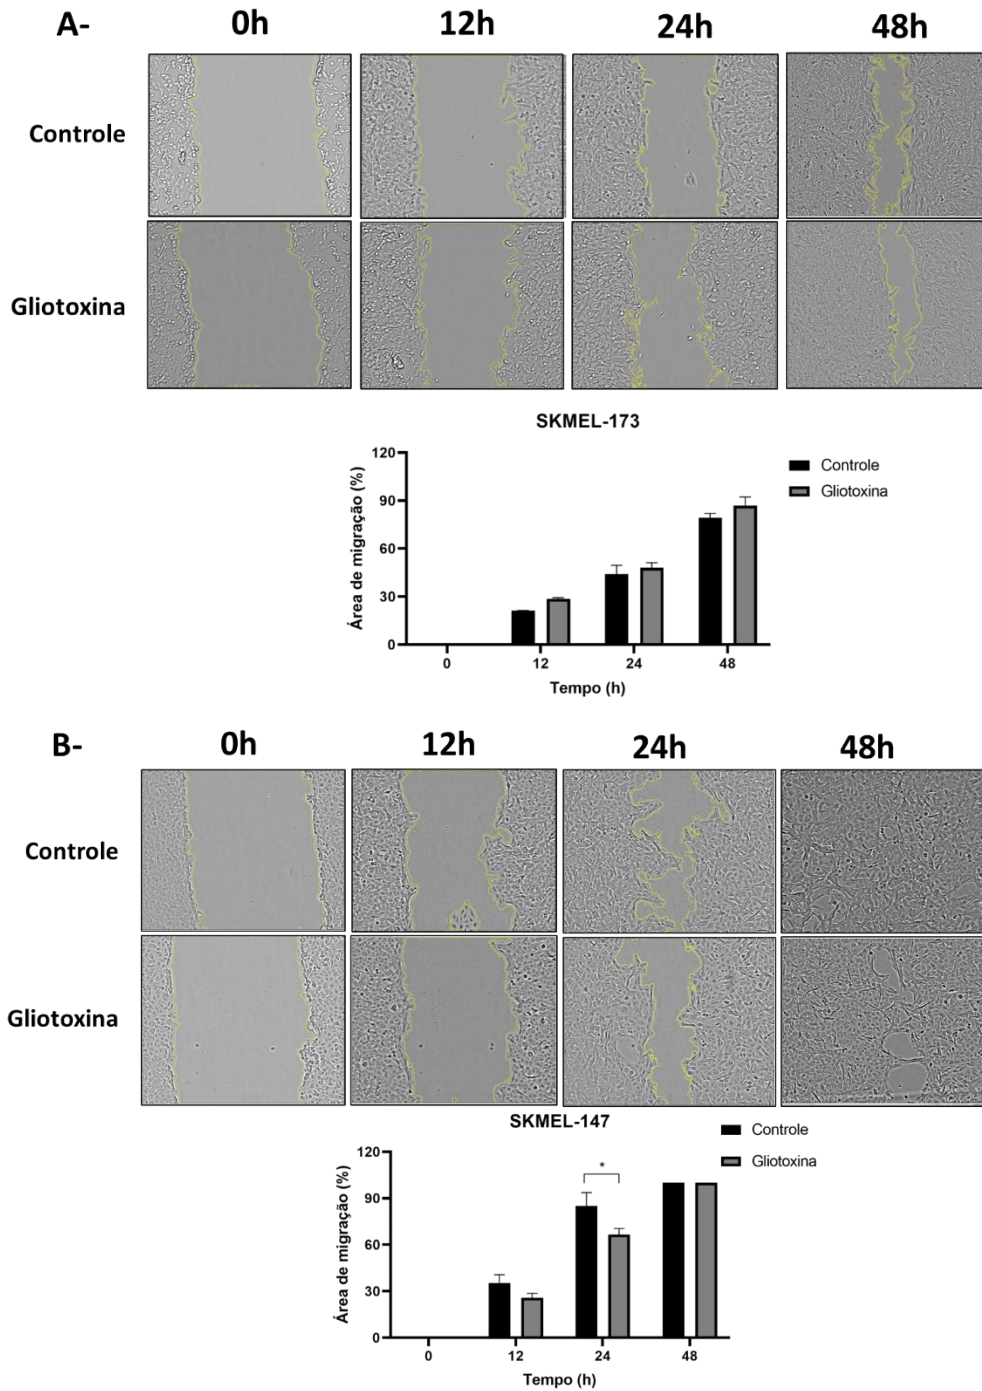 A- 0h 12h 24h 48h
Controle
Gliotoxina
SKMEL-173
Área de migração (%)
120
90
60
30
0
0 12 24 48
Tempo (h)
Controle
Gliotoxina
B- 0h 12h 24h 48h
Controle
Gliotoxina
SKMEL-147
Área de migração (%)
120
90
60
30
0
*
0 12 24 48
Tempo (h)
Controle
Gliotoxina